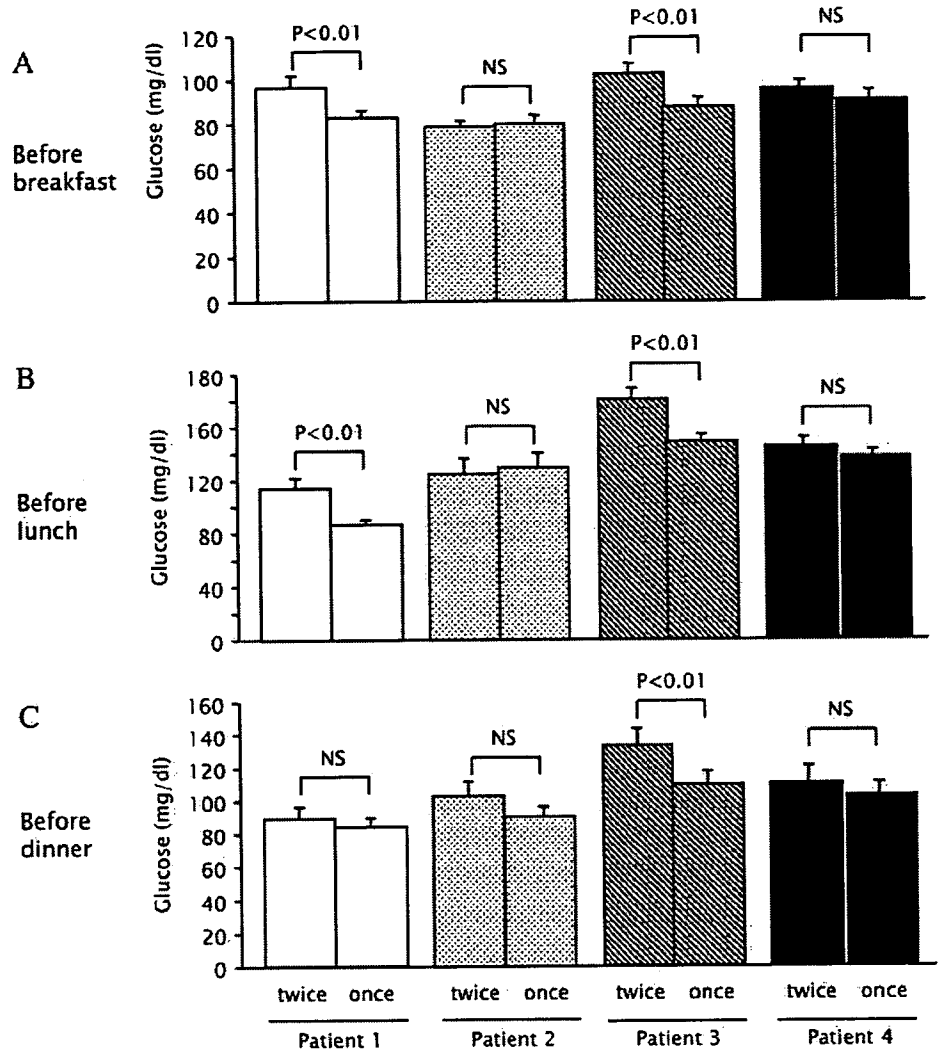 A
Before
breakfast
Glucose (mg/dl)
120
100
80
60
40
20
0
P<0.01
NS
P<0.01
NS
B
Before
lunch
Glucose (mg/dl)
180
160
120
80
40
0
P<0.01
NS
P<0.01
NS
C
Before
dinner
Glucose (mg/dl)
160
140
120
100
80
60
40
20
0
NS
NS
P<0.01
NS
twice once twice once twice once twice once
Patient 1 Patient 2 Patient 3 Patient 4